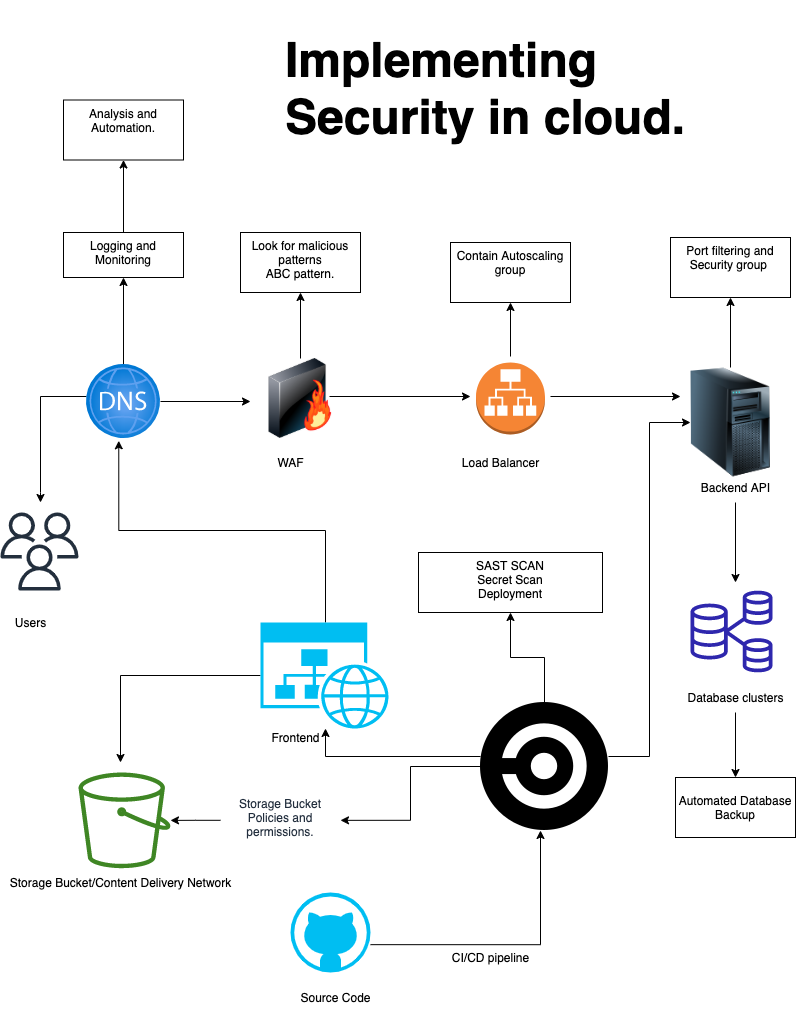 Implementing
Security in cloud.
Analysis and
Automation.
Logging and
Monitoring
Look for malicious
patterns
ABC pattern.
Contain Autoscaling
group
Port filtering and
Security group
DNS
WAF
Load Balancer
Backend API
Users
SAST SCAN
Secret Scan
Deployment
Frontend
Database clusters
Storage Bucket
Policies and
permissions.
Automated Database
Backup
Storage Bucket/Content Delivery Network
CI/CD pipeline
Source Code